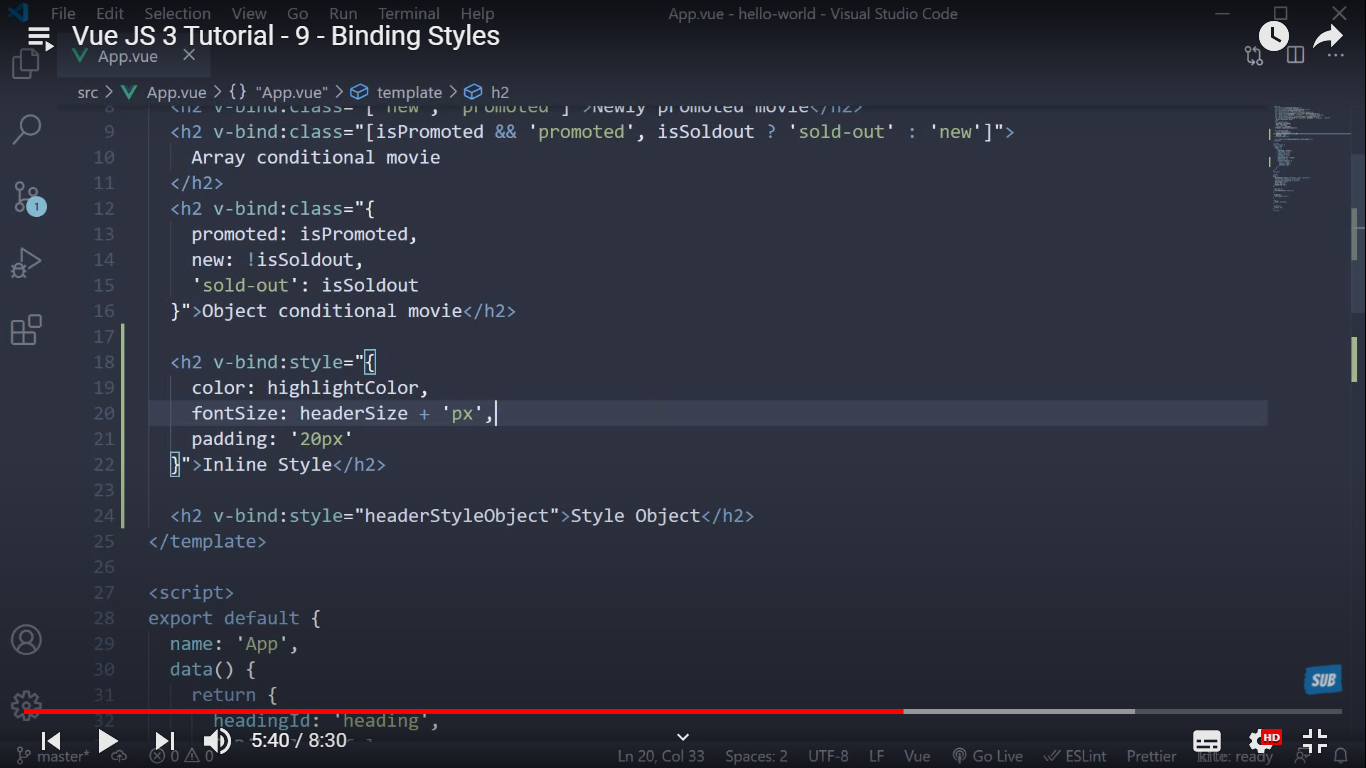 File Edit Selection View Go Run Terminal Help
App.vue - hello-world - Visual Studio Code
Vue JS 3 Tutorial - 9 - Binding Styles
App.vue
src > App.vue > {} "App.vue" > template > h2
8 <h2 v-bind:class="['new', 'promoted']">Newly promoted movie</h2>
9 <h2 v-bind:class="[isPromoted && 'promoted', isSoldout ? 'sold-out' : 'new']">
10 Array conditional movie
11 </h2>
12 <h2 v-bind:class="{
13 promoted: isPromoted,
14 new: !isSoldout,
15 'sold-out': isSoldout
16 }">Object conditional movie</h2>
17
18 <h2 v-bind:style="{
19 color: highlightColor,
20 fontSize: headerSize + 'px',
21 padding: '20px'
22 }">Inline Style</h2>
23
24 <h2 v-bind:style="headerStyleObject">Style Object</h2>
25 </template>
26
27 <script>
28 export default {
29 name: 'App',
30 data() {
31 return {
32 headingId: 'heading',
1
SUB
5:40 / 8:30
HD
master* 0 0 Ln 20, Col 33 Spaces: 2 UTF-8 LF Vue Go Live ESLint Prettier kite: ready